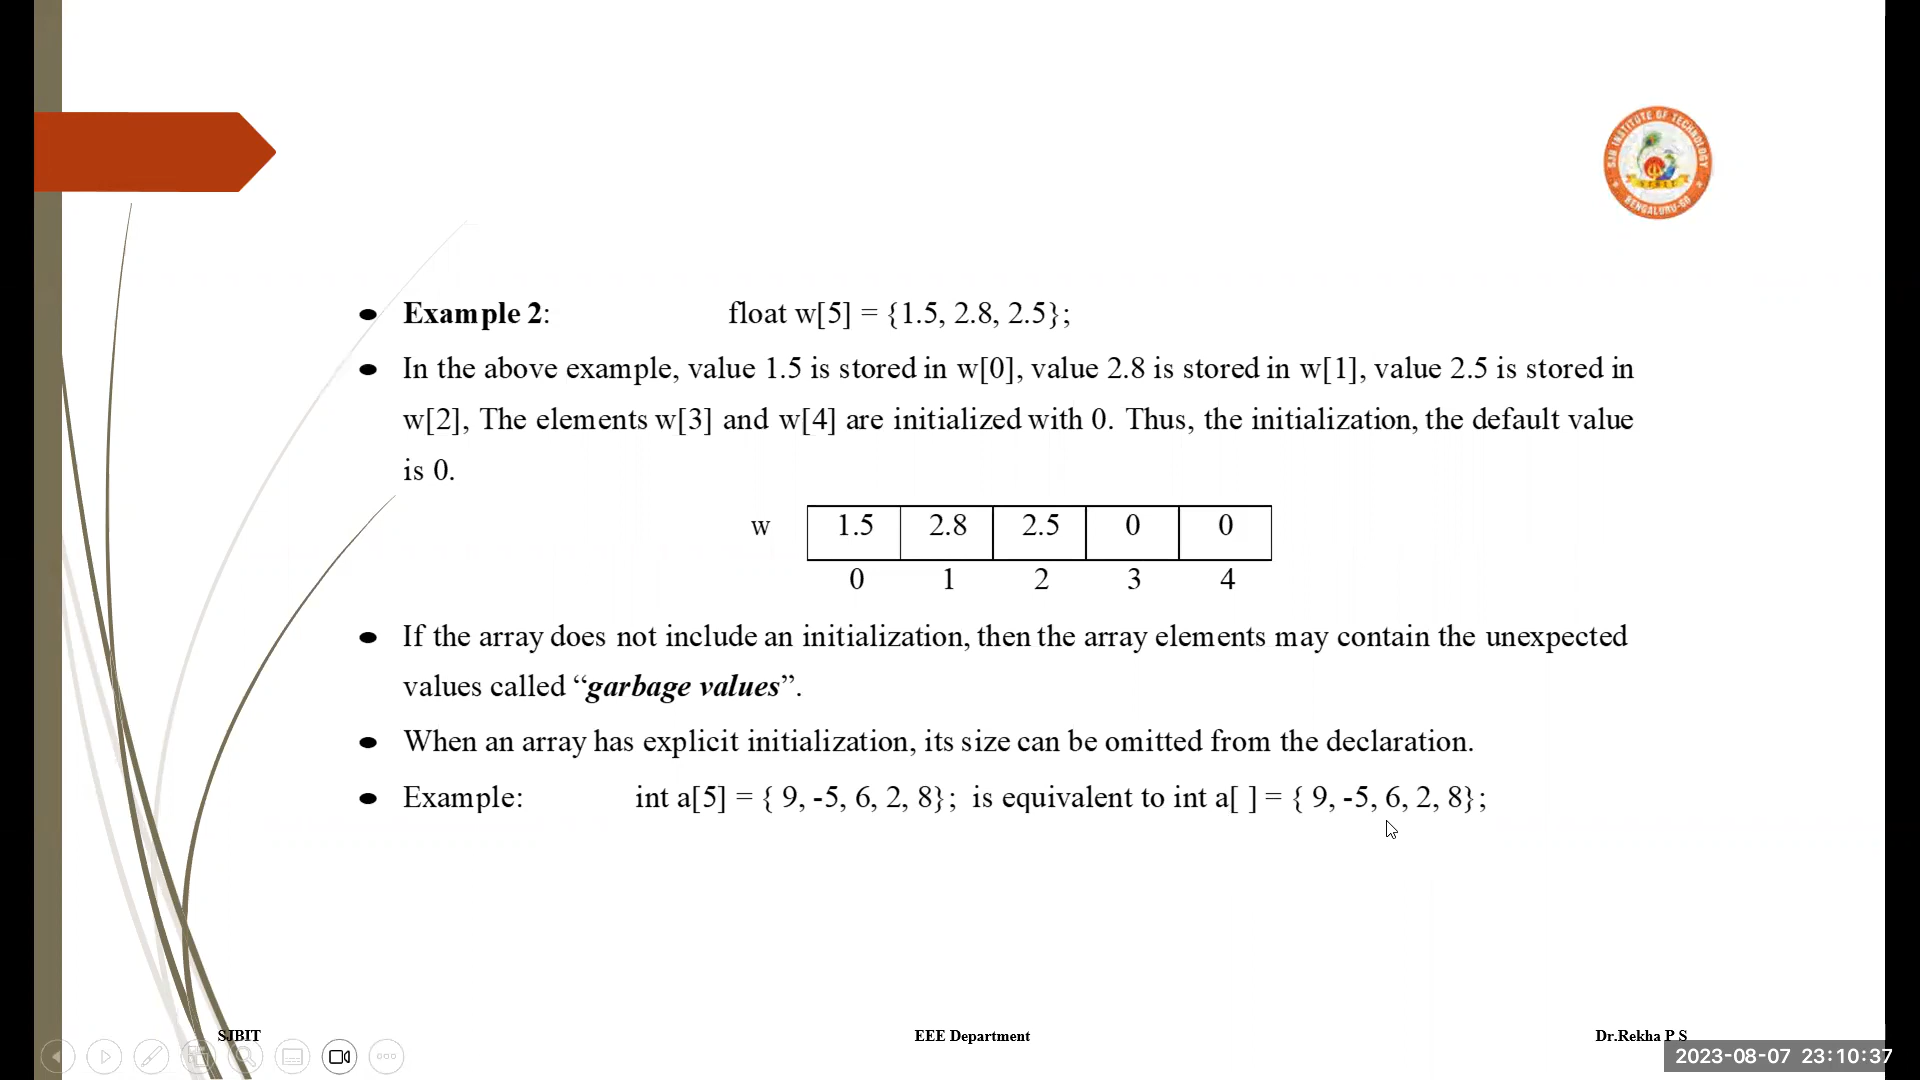 SJB INSTITUTE OF TECHNOLOGY
BENGALURU-60
Example 2: float w[5] = {1.5, 2.8, 2.5};
In the above example, value 1.5 is stored in w[0], value 2.8 is stored in w[1], value 2.5 is stored in
w[2], The elements w[3] and w[4] are initialized with 0. Thus, the initialization, the default value
is 0.
w 1.5 2.8 2.5 0 0
0 1 2 3 4
If the array does not include an initialization, then the array elements may contain the unexpected
values called “garbage values”.
When an array has explicit initialization, its size can be omitted from the declaration.
Example: int a[5] = { 9, -5, 6, 2, 8}; is equivalent to int a[ ] = { 9, -5, 6, 2, 8};
SJBIT EEE Department Dr.Rekha P S
2023-08-07 23:10:37